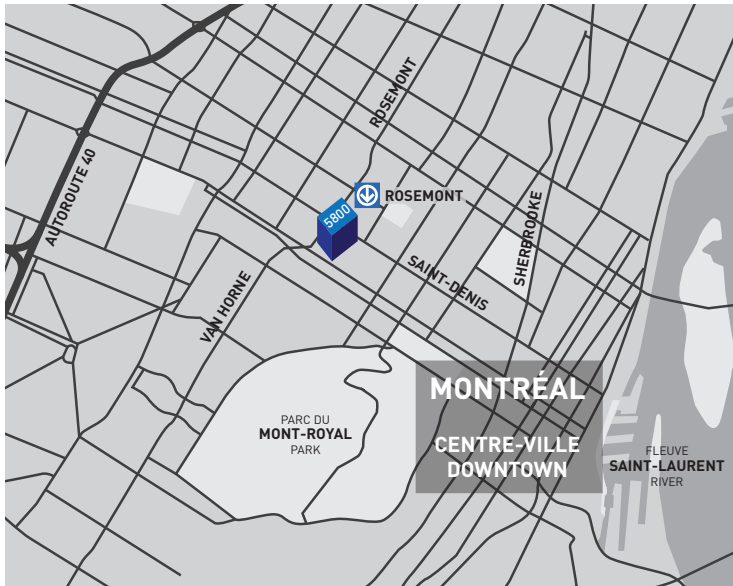 ROSEMONT
AUTOROUTE 40
ROSEMONT
5800
SHERBROOKE
SAINT-DENIS
VAN HORNE
MONTRÉAL
CENTRE-VILLE
DOWNTOWN
PARC DU
MONT-ROYAL
PARK
FLEUVE
SAINT-LAURENT
RIVER